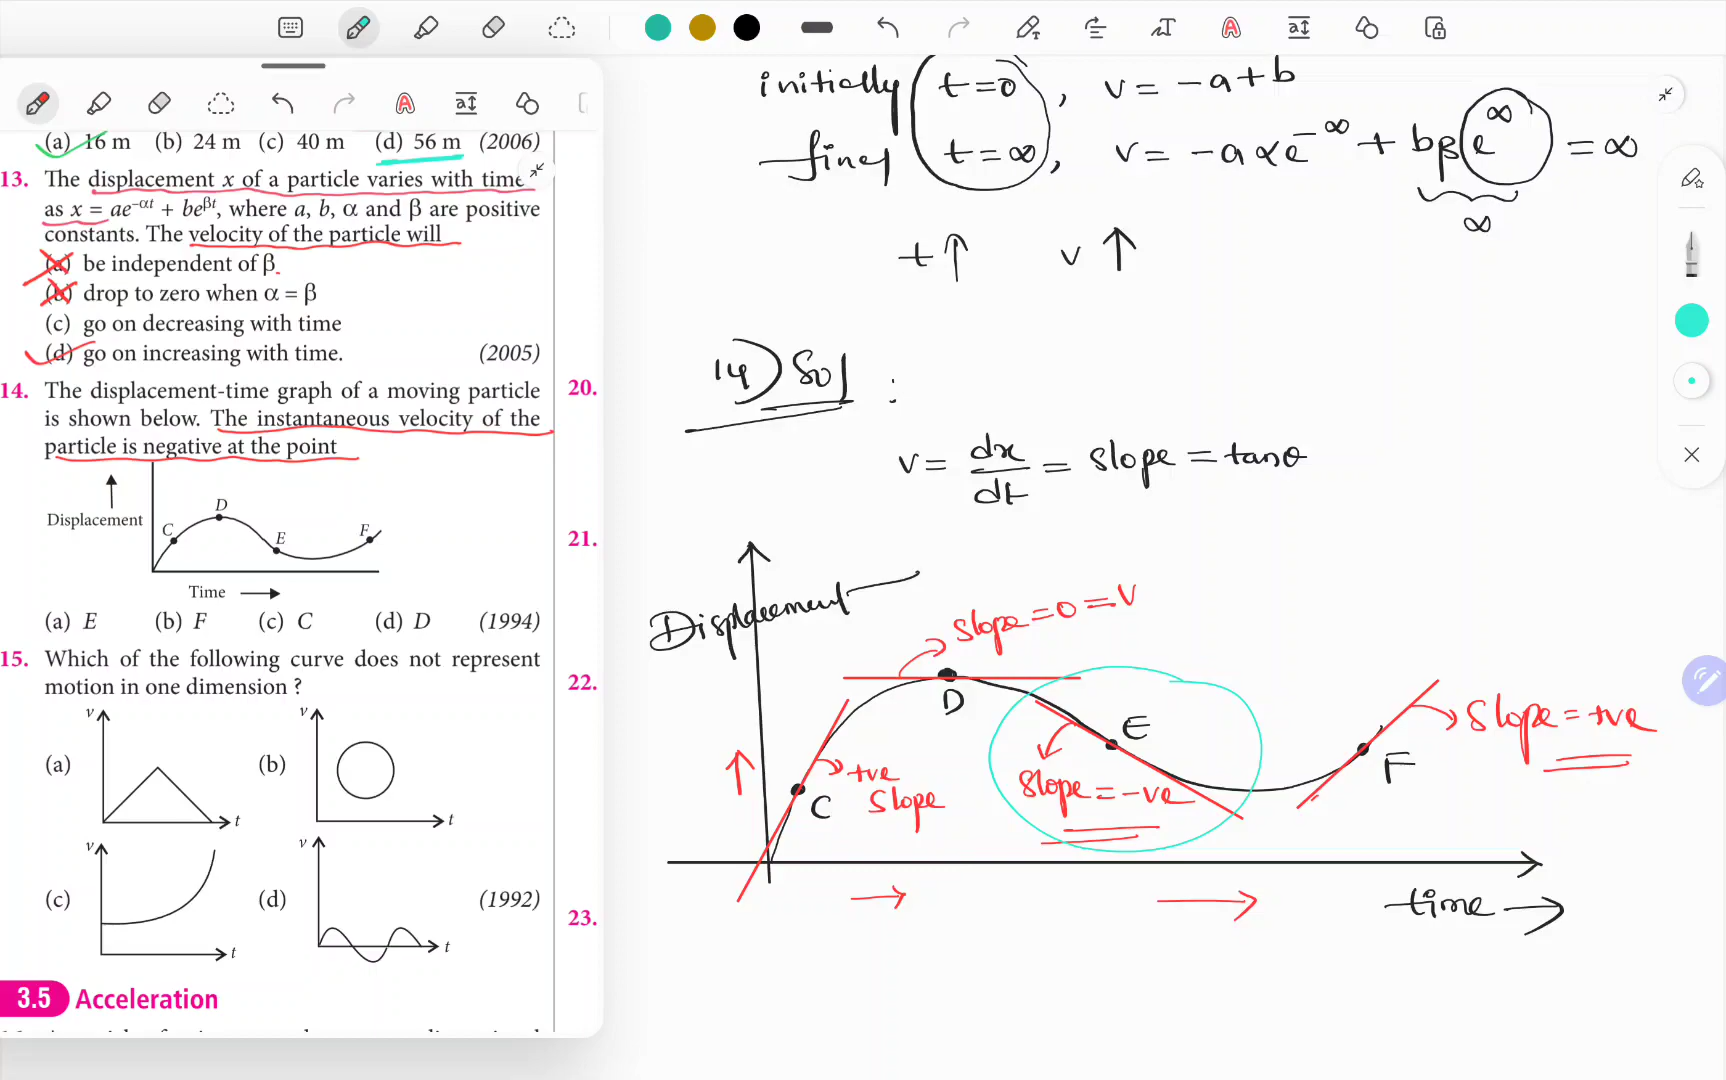 (a) 16 m (b) 24 m (c) 40 m (d) 56 m (2006)
13. The displacement x of a particle varies with time
as x = ae⁻ᵅᵗ + beᵝᵗ, where a, b, α and β are positive
constants. The velocity of the particle will
(a) be independent of β
(b) drop to zero when α = β
(c) go on decreasing with time
(d) go on increasing with time. (2005)
14. The displacement-time graph of a moving particle
is shown below. The instantaneous velocity of the
particle is negative at the point
Displacement
C
D
E
F
Time
(a) E (b) F (c) C (d) D (1994)
15. Which of the following curve does not represent
motion in one dimension ?
(a) v t
(b) v t
(c) v t
(d) v t (1992)
3.5 Acceleration
20.
21.
22.
23.
initially t=0, v = -a+b
t=∞, v = -aαe^-∞ + bβ(e^∞) = ∞
∞
t↑ v↑
14) Sol :
v = dx/dt = slope = tanθ
Displacement
slope=0=v
D
E
slope = -ve
slope = +ve
F
+ve
slope
C
time